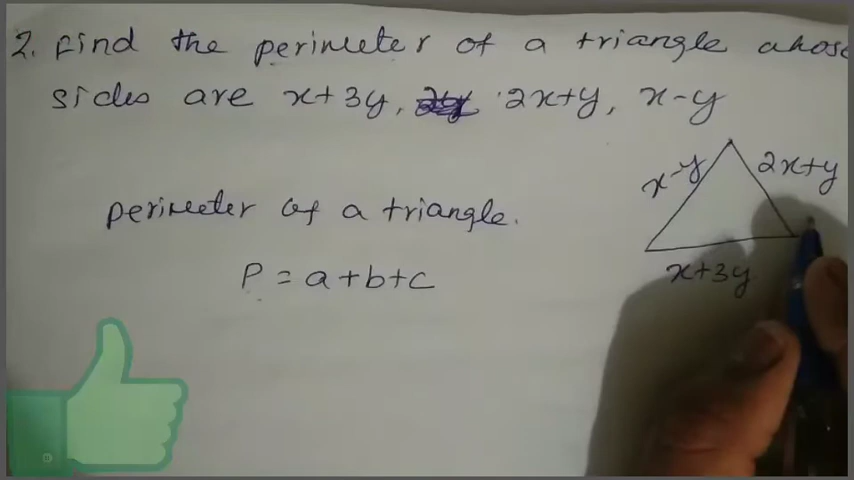 2. Find the perimeter of a triangle whose
sides are x+3y, 2x+y, x-y
x-y
2x+y
x+3y
perimeter of a triangle.
P = a+b+c